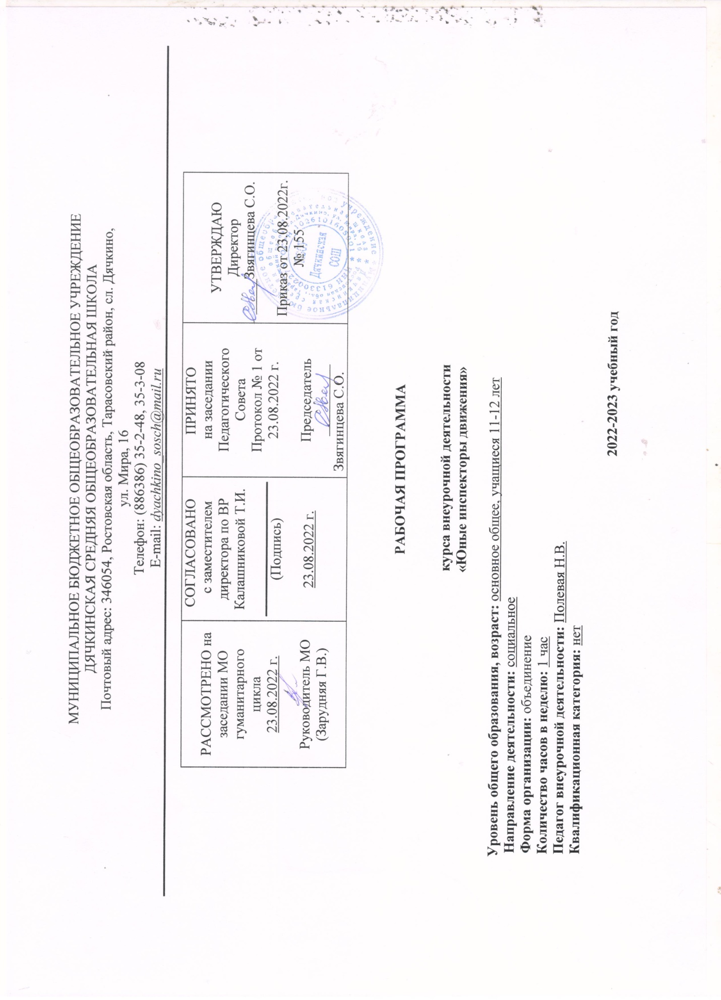 МУНИЦИПАЛЬНОЕ БЮДЖЕТНОЕ ОБЩЕОБРАЗОВАТЕЛЬНОЕ УЧРЕЖДЕНИЕ
ДЯЧКИНСКАЯ СРЕДНЯЯ ОБЩЕОБРАЗОВАТЕЛЬНАЯ ШКОЛА
Почтовый адрес: 346054, Ростовская область, Тарасовский район, сл. Дячкино,
ул. Мира, 16
Телефон: (886386) 35-2-48, 35-3-08
E-mail: dyachkino_sosch@mail.ru
РАССМОТРЕНО на
заседании МО
гуманитарного
цикла
23.08.2022 г.
Руководитель МО
(Зарудняя Г.В.)
СОГЛАСОВАНО
с заместителем
директора по ВР
Калашниковой Т.И.
(Подпись)
23.08.2022 г.
ПРИНЯТО
на заседании
Педагогического
Совета
Протокол № 1 от
23.08.2022 г.
Председатель
Звягинцева С.О.
УТВЕРЖДАЮ
Директор
Звягинцева С.О.
Приказ от 23.08.2022г.
№ 155
Дячкинская
СОШ
РАБОЧАЯ ПРОГРАММА
курса внеурочной деятельности
«Юные инспекторы движения»
Уровень общего образования, возраст: основное общее, учащиеся 11-12 лет
Направление деятельности: социальное
Форма организации: объединение
Количество часов в неделю: 1 час
Педагог внеурочной деятельности: Полевая Н.В.
Квалификационная категория: нет
2022-2023 учебный год